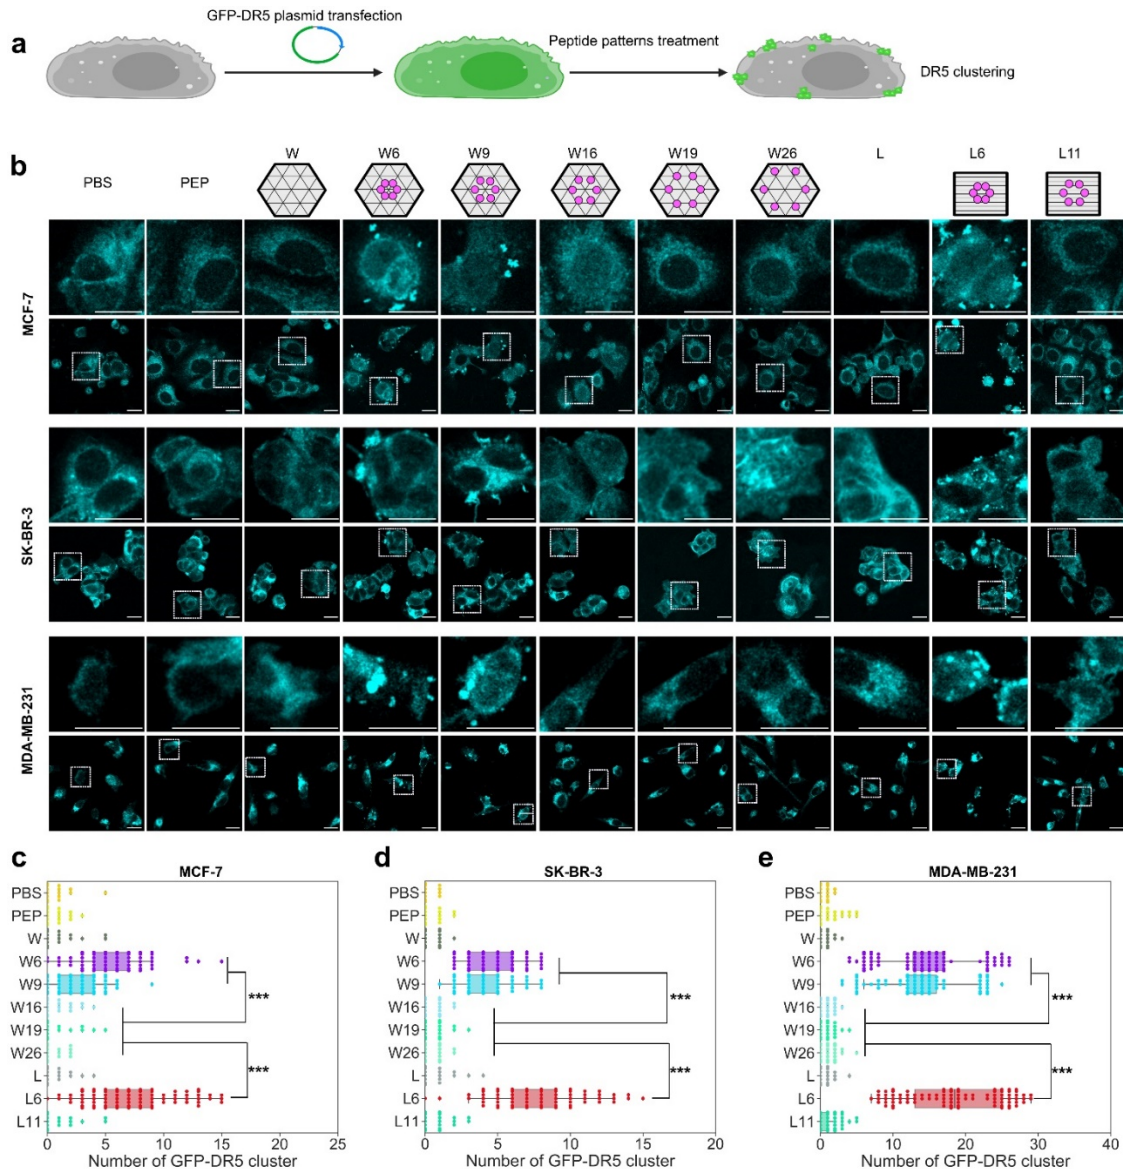 GFP-DR5 plasmid transfection
a
Peptide patterns treatment
DR5 clustering
b
PBS PEP W W6 W9 W16 W19 W26 L L6 L11
MCF-7
SK-BR-3
MDA-MB-231
c
MCF-7
PBS
PEP
W
W6
W9
W16
W19
W26
L
L6
L11
***
***
0 5 10 15 20 25
Number of GFP-DR5 cluster
d
SK-BR-3
PBS
PEP
W
W6
W9
W16
W19
W26
L
L6
L11
***
***
0 5 10 15 20
Number of GFP-DR5 cluster
e
MDA-MB-231
PBS
PEP
W
W6
W9
W16
W19
W26
L
L6
L11
***
***
0 10 20 30 40
Number of GFP-DR5 cluster